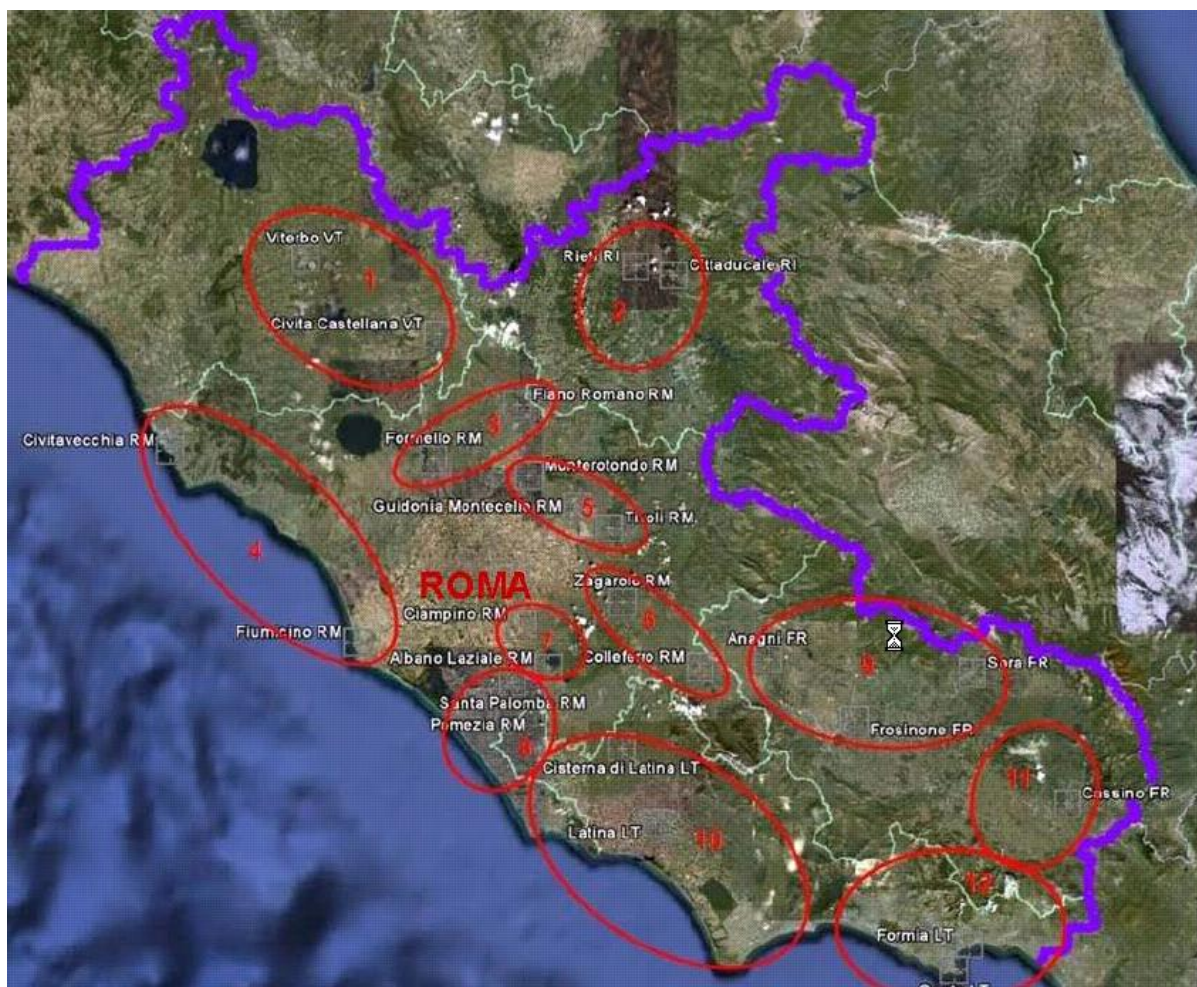 Viterbo VT
1
Rieti RI
Cittaducale RI
2
Civita Castellana VT
Fiano Romano RM
3
Formello RM
Civitavecchia RM
Monterotondo RM
Guidonia Montecelio RM
5
Tivoli RM
4
ROMA
Zagarolo RM
Ciampino RM
6
Fiumicino RM
7
Anagni FR
Albano Laziale RM
Colleferro RM
9
Sora FR
Santa Palomba RM
Pomezia RM
8
Frosinone FR
Cisterna di Latina LT
11
Cassino FR
Latina LT
10
12
Formia LT